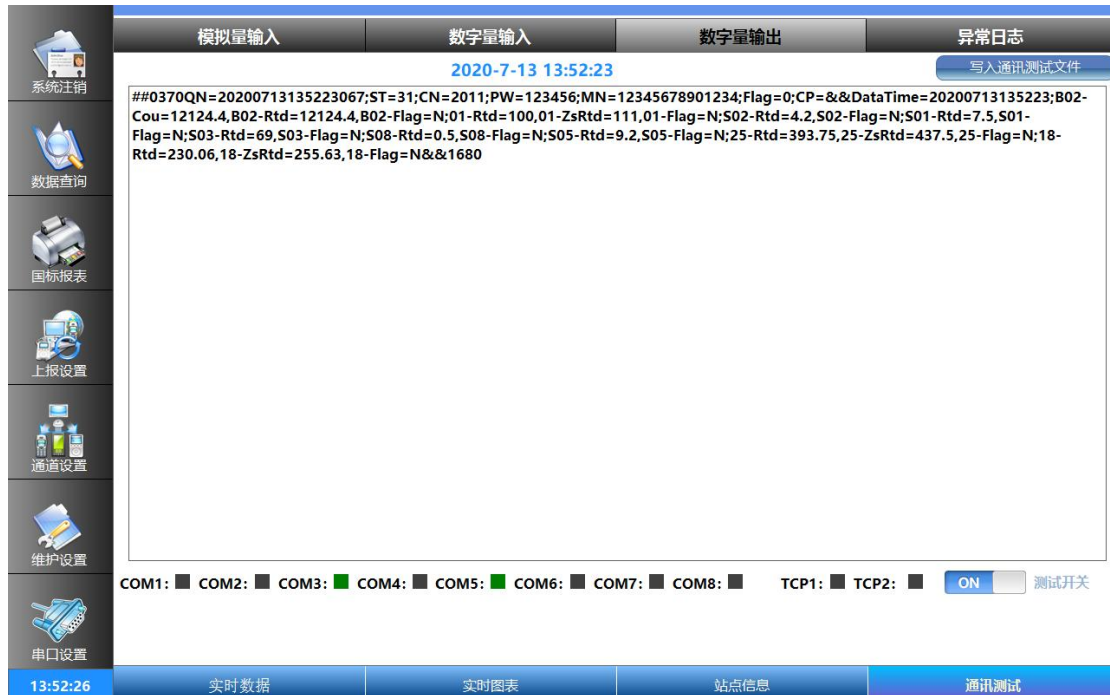 模拟量输入
数字量输入
数字量输出
异常日志
系统注销
2020-7-13 13:52:23
写入通讯测试文件
##0370QN=20200713135223067;ST=31;CN=2011;PW=123456;MN=12345678901234;Flag=0;CP=&&DataTime=20200713135223;B02-
Cou=12124.4,B02-Rtd=12124.4,B02-Flag=N;01-Rtd=100,01-ZsRtd=111,01-Flag=N;S02-Rtd=4.2,S02-Flag=N;S01-Rtd=7.5,S01-
Flag=N;S03-Rtd=69,S03-Flag=N;S08-Rtd=0.5,S08-Flag=N;S05-Rtd=9.2,S05-Flag=N;25-Rtd=393.75,25-ZsRtd=437.5,25-Flag=N;18-
Rtd=230.06,18-ZsRtd=255.63,18-Flag=N&&1680
数据查询
国标报表
上报设置
通道设置
维护设置
COM1: COM2: COM3: COM4: COM5: COM6: COM7: COM8: TCP1: TCP2: ON 测试开关
串口设置
13:52:26
实时数据
实时图表
站点信息
通讯测试